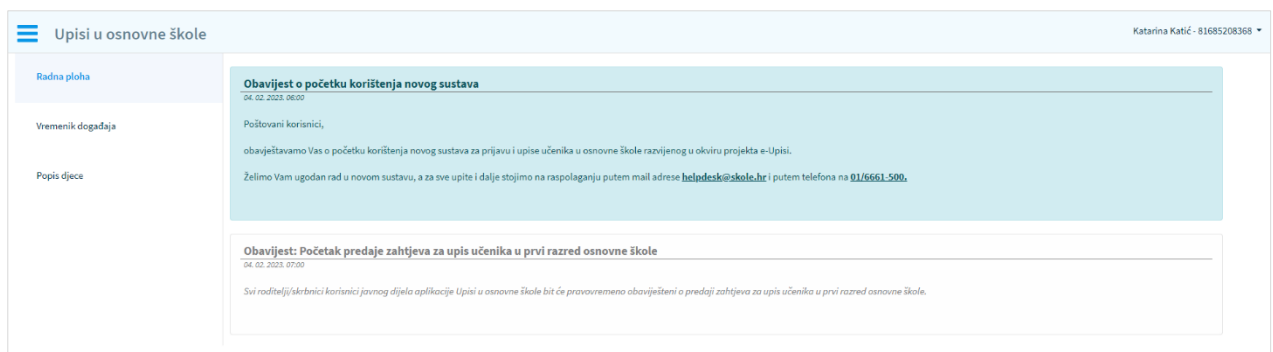 Upisi u osnovne škole
Katarina Katić - 81685208368
Radna ploha
Vremenik događaja
Popis djece
Obavijest o početku korištenja novog sustava
04. 02. 2023. 06:00
Poštovani korisnici,
obavještavamo Vas o početku korištenja novog sustava za prijavu i upise učenika u osnovne škole razvijenog u okviru projekta e-Upisi.
Želimo Vam ugodan rad u novom sustavu, a za sve upite i dalje stojimo na raspolaganju putem mail adrese helpdesk@skole.hr i putem telefona na 01/6661-500.
Obavijest: Početak predaje zahtjeva za upis učenika u prvi razred osnovne škole
04. 02. 2023. 07:00
Svi roditelji/skrbnici korisnici javnog dijela aplikacije Upisi u osnovne škole bit će pravovremeno obaviješteni o predaji zahtjeva za upis učenika u prvi razred osnovne škole.